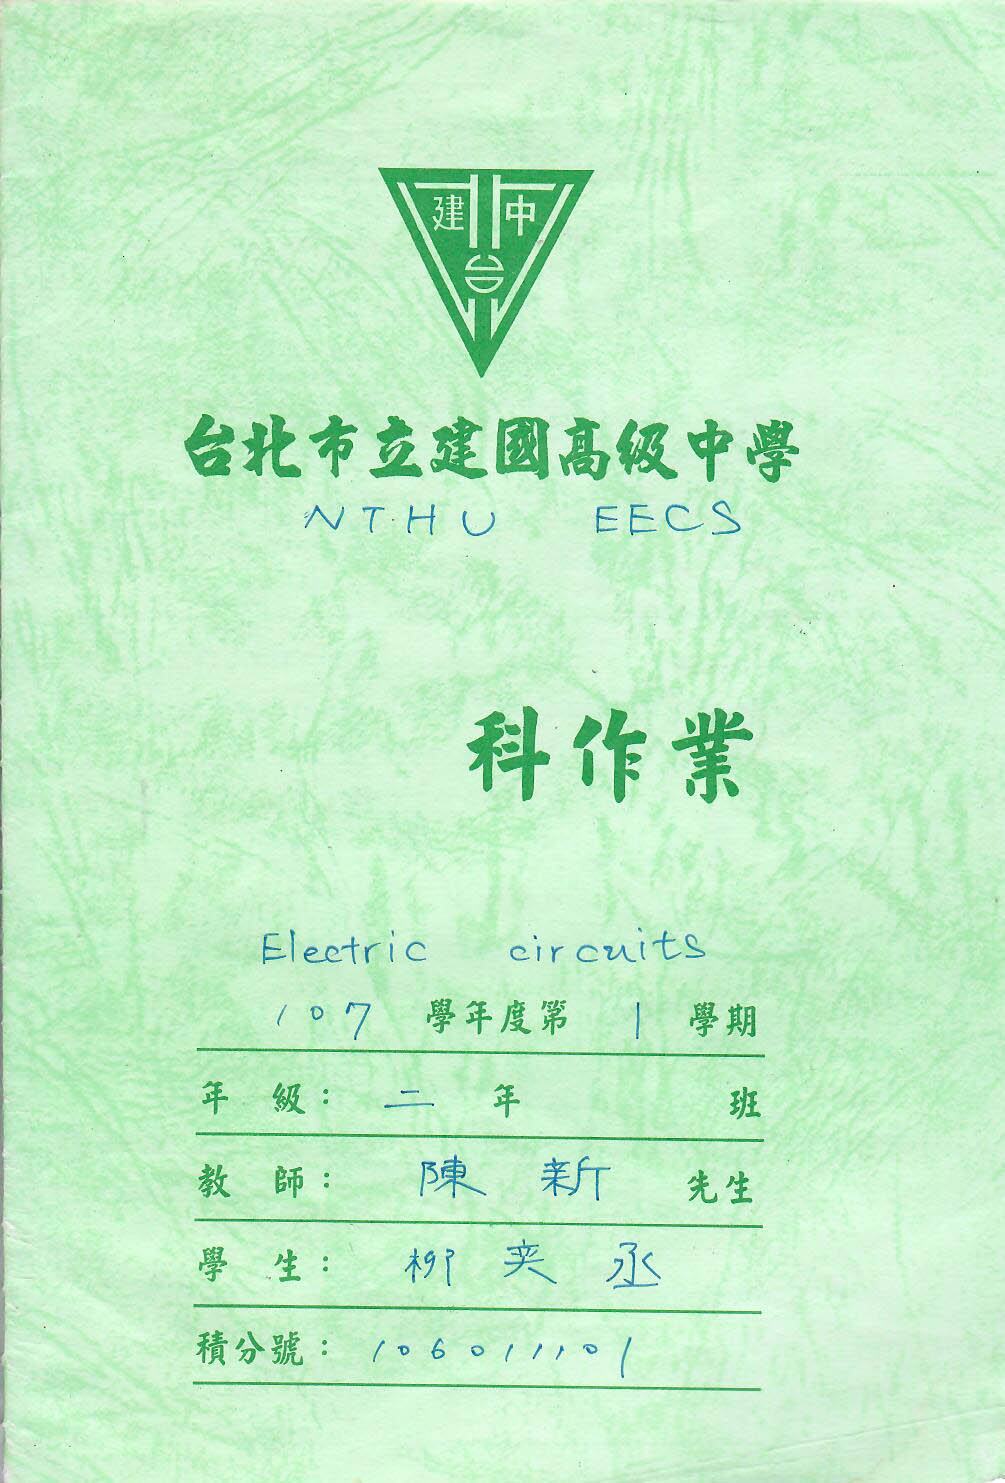 建中
台北市立建國高級中學
NTHU EECS
科作業
Electric circuits
107 學年度第 1 學期
年 級： 二 年 班
教 師： 陳 新 先生
學 生： 柳 奕 丞
積分號： 106011101